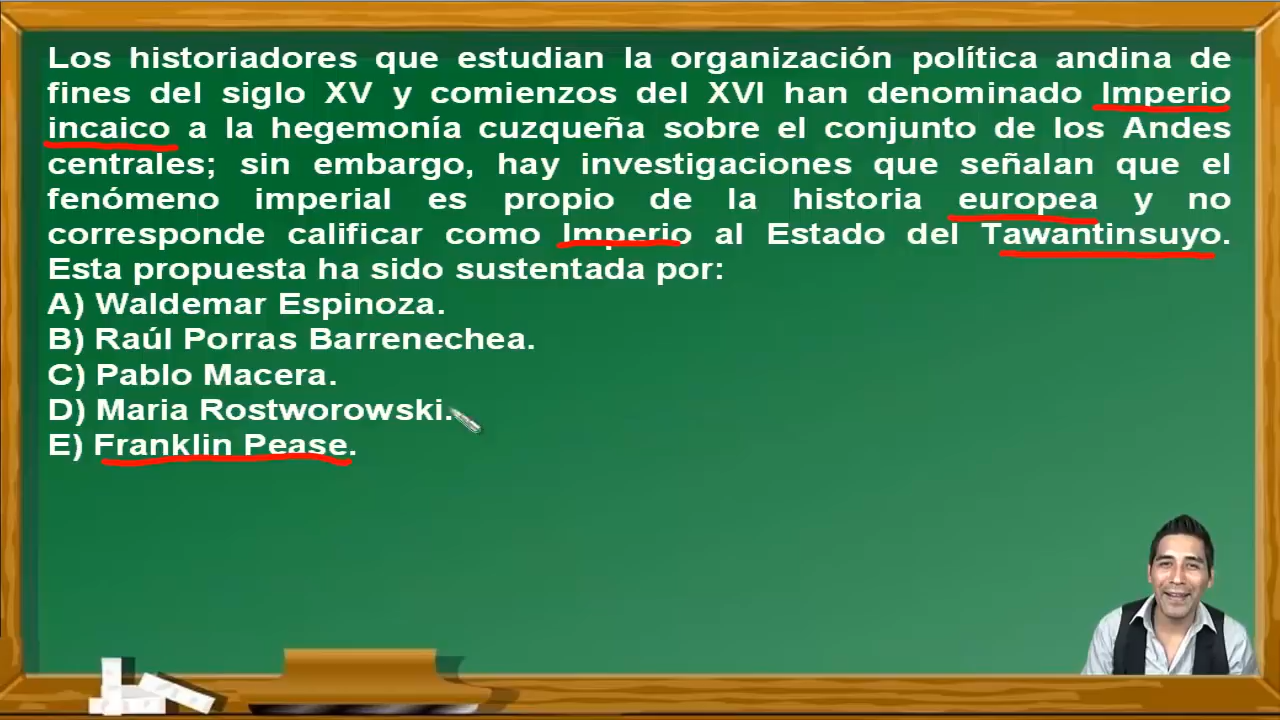 Los historiadores que estudian la organización política andina de
fines del siglo XV y comienzos del XVI han denominado Imperio
incaico a la hegemonía cuzqueña sobre el conjunto de los Andes
centrales; sin embargo, hay investigaciones que señalan que el
fenómeno imperial es propio de la historia europea y no
corresponde calificar como Imperio al Estado del Tawantinsuyo.
Esta propuesta ha sido sustentada por:
A) Waldemar Espinoza.
B) Raúl Porras Barrenechea.
C) Pablo Macera.
D) Maria Rostworowski.
E) Franklin Pease.